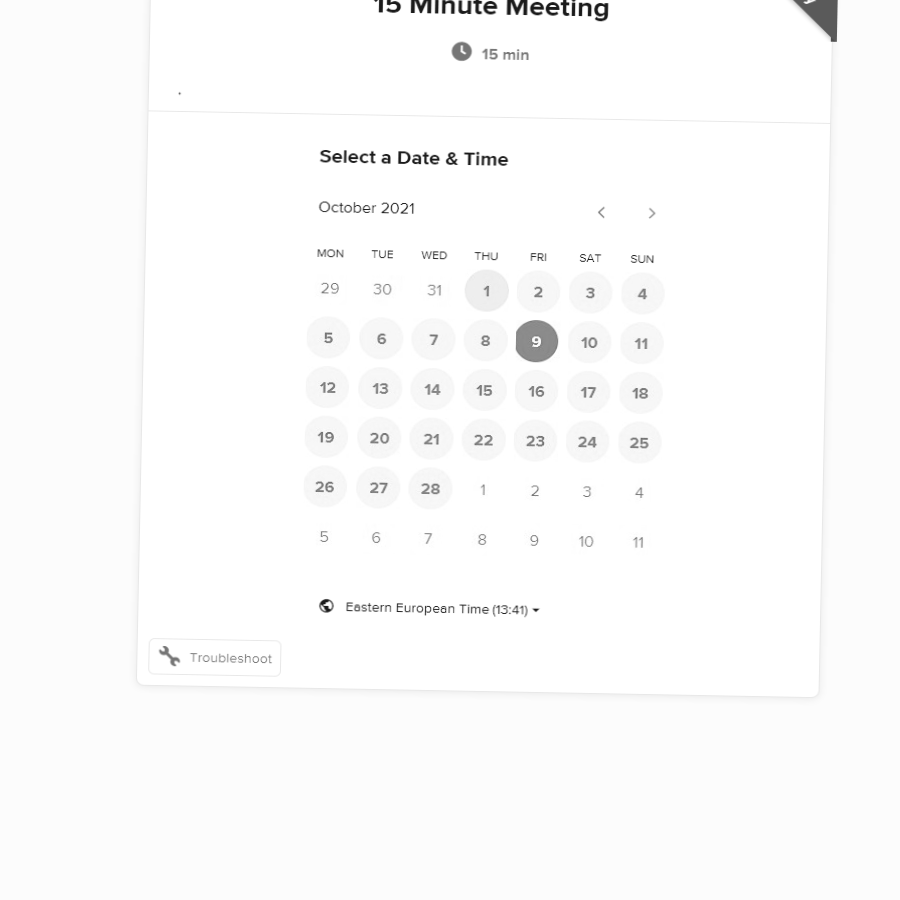 15 Minute Meeting
15 min
.
Select a Date & Time
October 2021
MON TUE WED THU FRI SAT SUN
29 30 31 1 2 3 4
5 6 7 8 9 10 11
12 13 14 15 16 17 18
19 20 21 22 23 24 25
26 27 28 1 2 3 4
5 6 7 8 9 10 11
Eastern European Time (13:41)
Troubleshoot